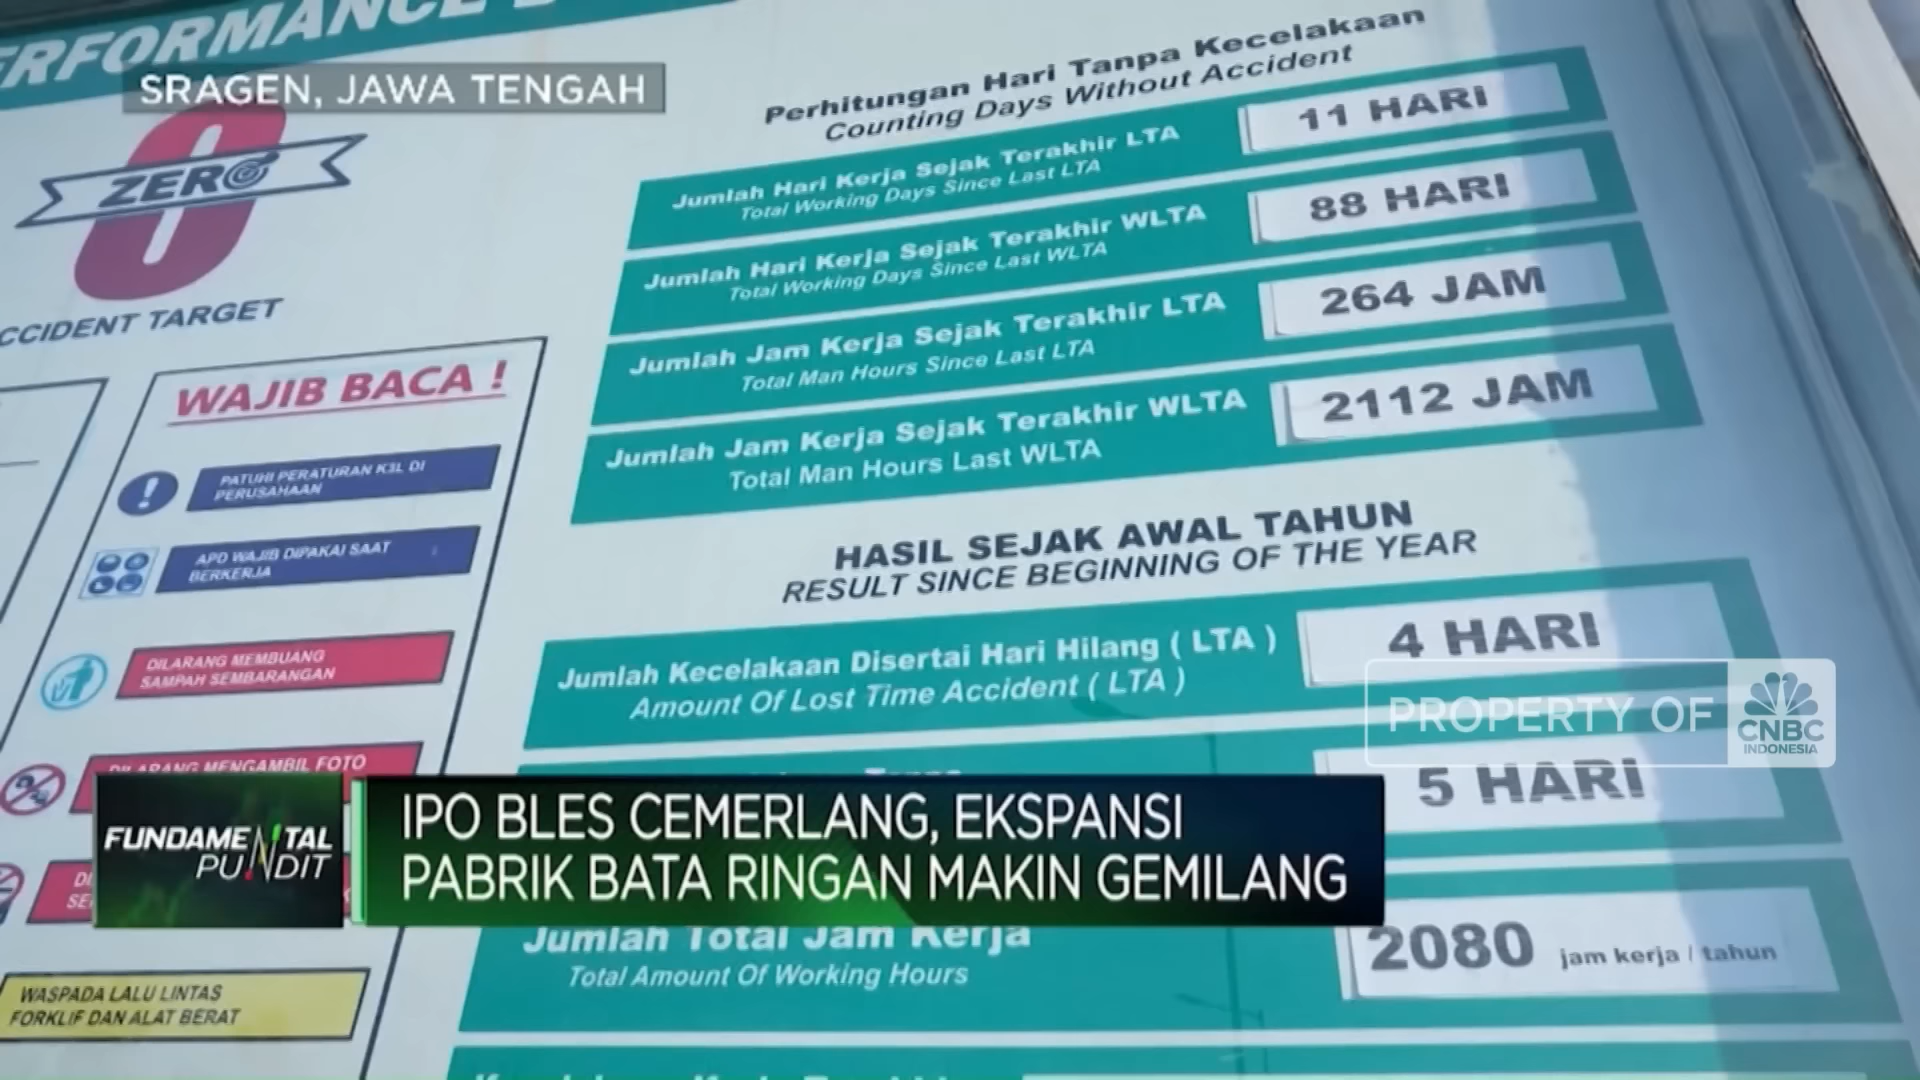 SRAGEN, JAWA TENGAH
ZERO
CCIDENT TARGET
WAJIB BACA !
PATUHI PERATURAN K3L DI
PERUSAHAAN
APD WAJIB DIPAKAI SAAT
BERKERJA
DILARANG MEMBUANG
SAMPAH SEMBARANGAN
DILARANG MENGAMBIL FOTO
WASPADA LALU LINTAS
FORKLIF DAN ALAT BERAT
Perhitungan Hari Tanpa Kecelakaan
Counting Days Without Accident
Jumlah Hari Kerja Sejak Terakhir LTA
Total Working Days Since Last LTA
11 HARI
Jumlah Hari Kerja Sejak Terakhir WLTA
Total Working Days Since Last WLTA
88 HARI
Jumlah Jam Kerja Sejak Terakhir LTA
Total Man Hours Since Last LTA
264 JAM
Jumlah Jam Kerja Sejak Terakhir WLTA
Total Man Hours Last WLTA
2112 JAM
HASIL SEJAK AWAL TAHUN
RESULT SINCE BEGINNING OF THE YEAR
Jumlah Kecelakaan Disertai Hari Hilang ( LTA )
Amount Of Lost Time Accident ( LTA )
4 HARI
5 HARI
Jumlah Total Jam Kerja
Total Amount Of Working Hours
2080 jam kerja / tahun
PROPERTY OF
CNBC
INDONESIA
FUNDAMENTAL
PUNDIT
IPO BLES CEMERLANG, EKSPANSI
PABRIK BATA RINGAN MAKIN GEMILANG